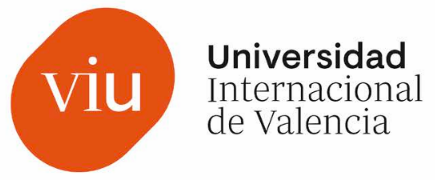 viu
Universidad
Internacional
de Valencia